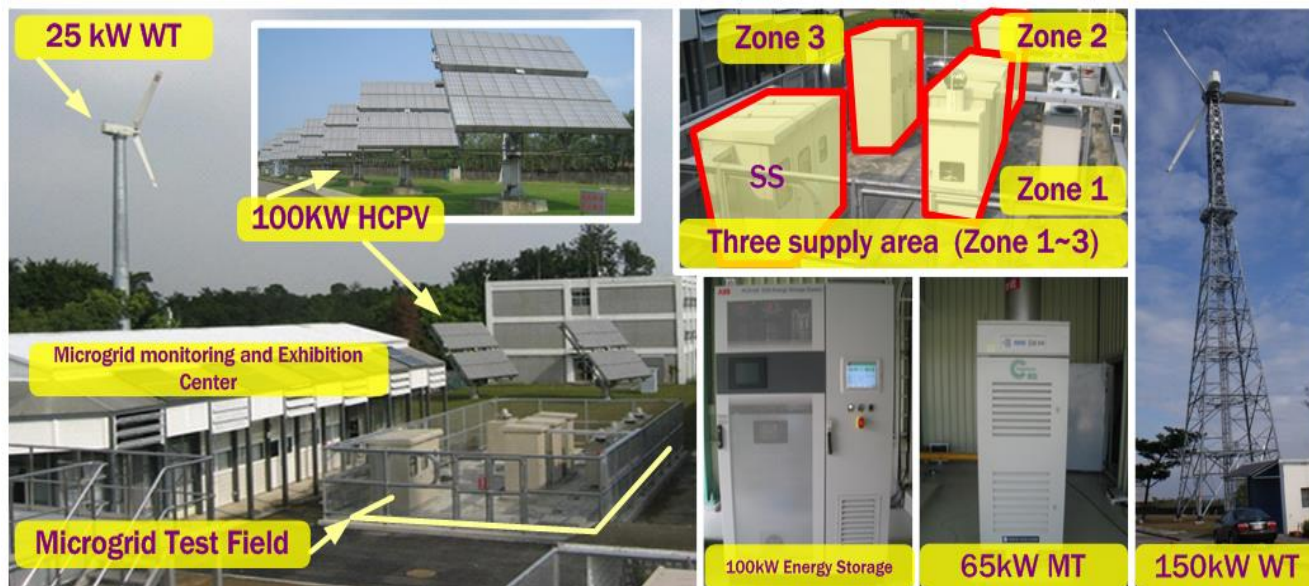 25 kW WT
100KW HCPV
Microgrid monitoring and Exhibition
Center
Microgrid Test Field
Zone 3
Zone 2
SS
Zone 1
Three supply area (Zone 1~3)
ABB
100kW Energy Storage
65kW MT
150kW WT